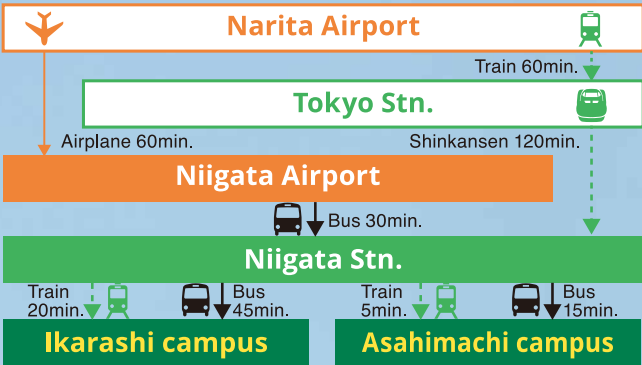 Narita Airport
Train 60min.
Tokyo Stn.
Airplane 60min.
Shinkansen 120min.
Niigata Airport
Bus 30min.
Niigata Stn.
Train
20min.
Bus
45min.
Train
5min.
Bus
15min.
Ikarashi campus
Asahimachi campus